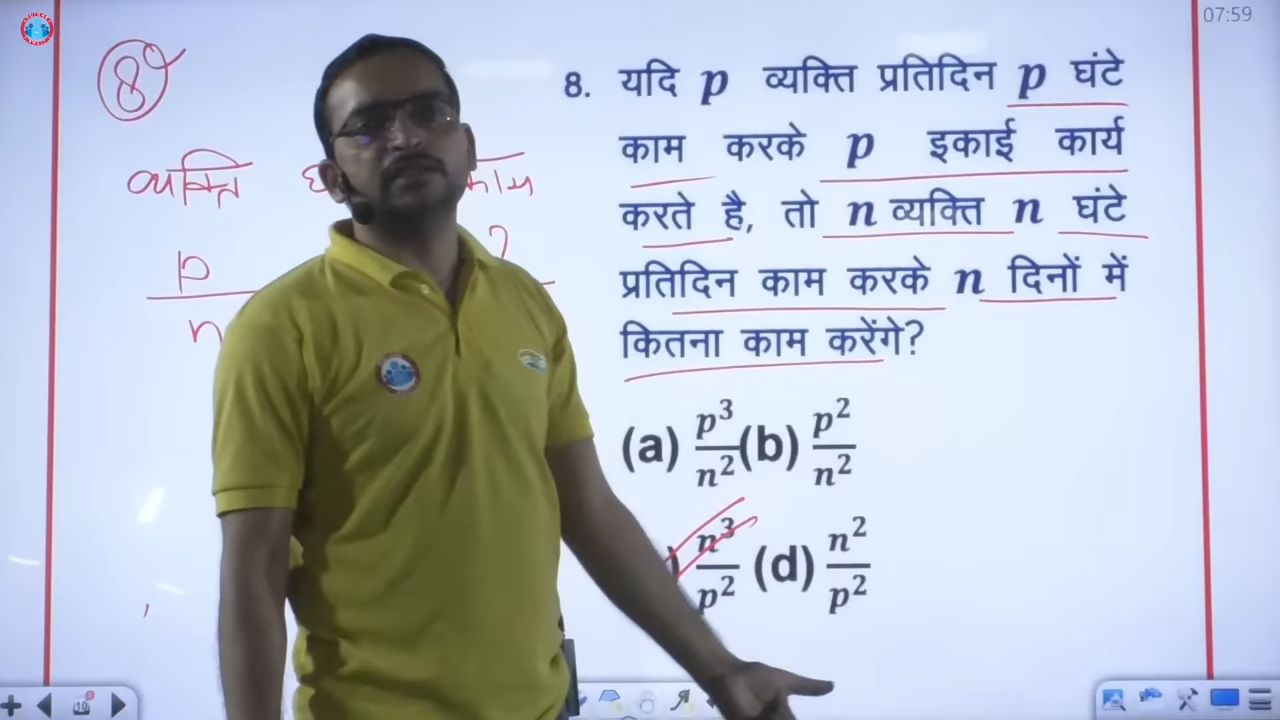 07:59
8
8. यदि p व्यक्ति प्रतिदिन p घंटे
काम करके p इकाई कार्य
करते है, तो n व्यक्ति n घंटे
प्रतिदिन काम करके n दिनों में
कितना काम करेंगे?
(a) p³/n² (b) p²/n²
) n³/p² (d) n²/p²
व्यक्ति
p
n
19